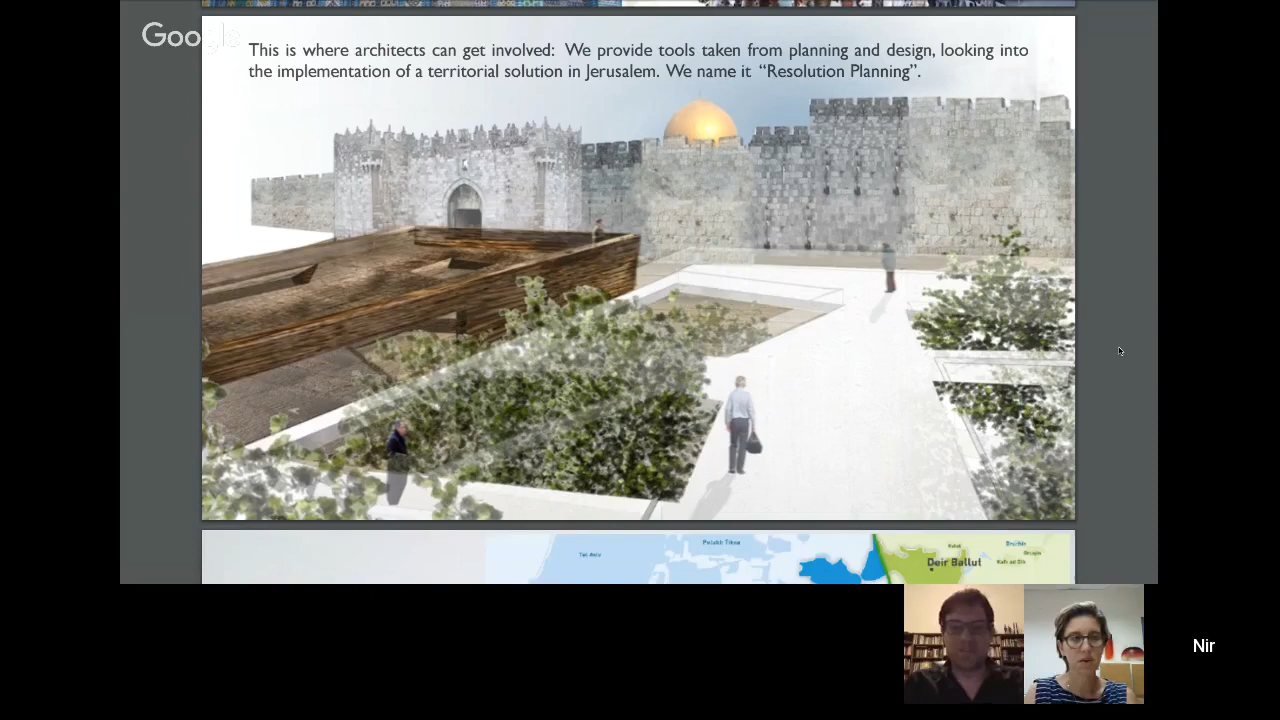 Google
This is where architects can get involved: We provide tools taken from planning and design, looking into
the implementation of a territorial solution in Jerusalem. We name it “Resolution Planning”.
Tel Aviv
Petakh Tikva
Deir Ballut
Nir